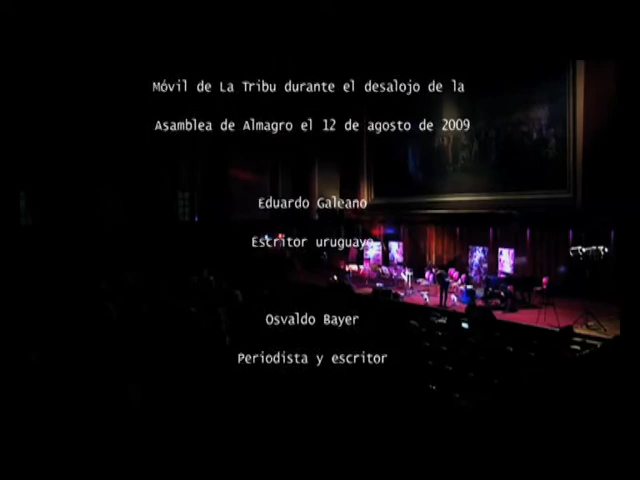 Móvil de La Tribu durante el desalojo de la
Asamblea de Almagro el 12 de agosto de 2009
Eduardo Galeano
Escritor uruguayo
Osvaldo Bayer
Periodista y escritor